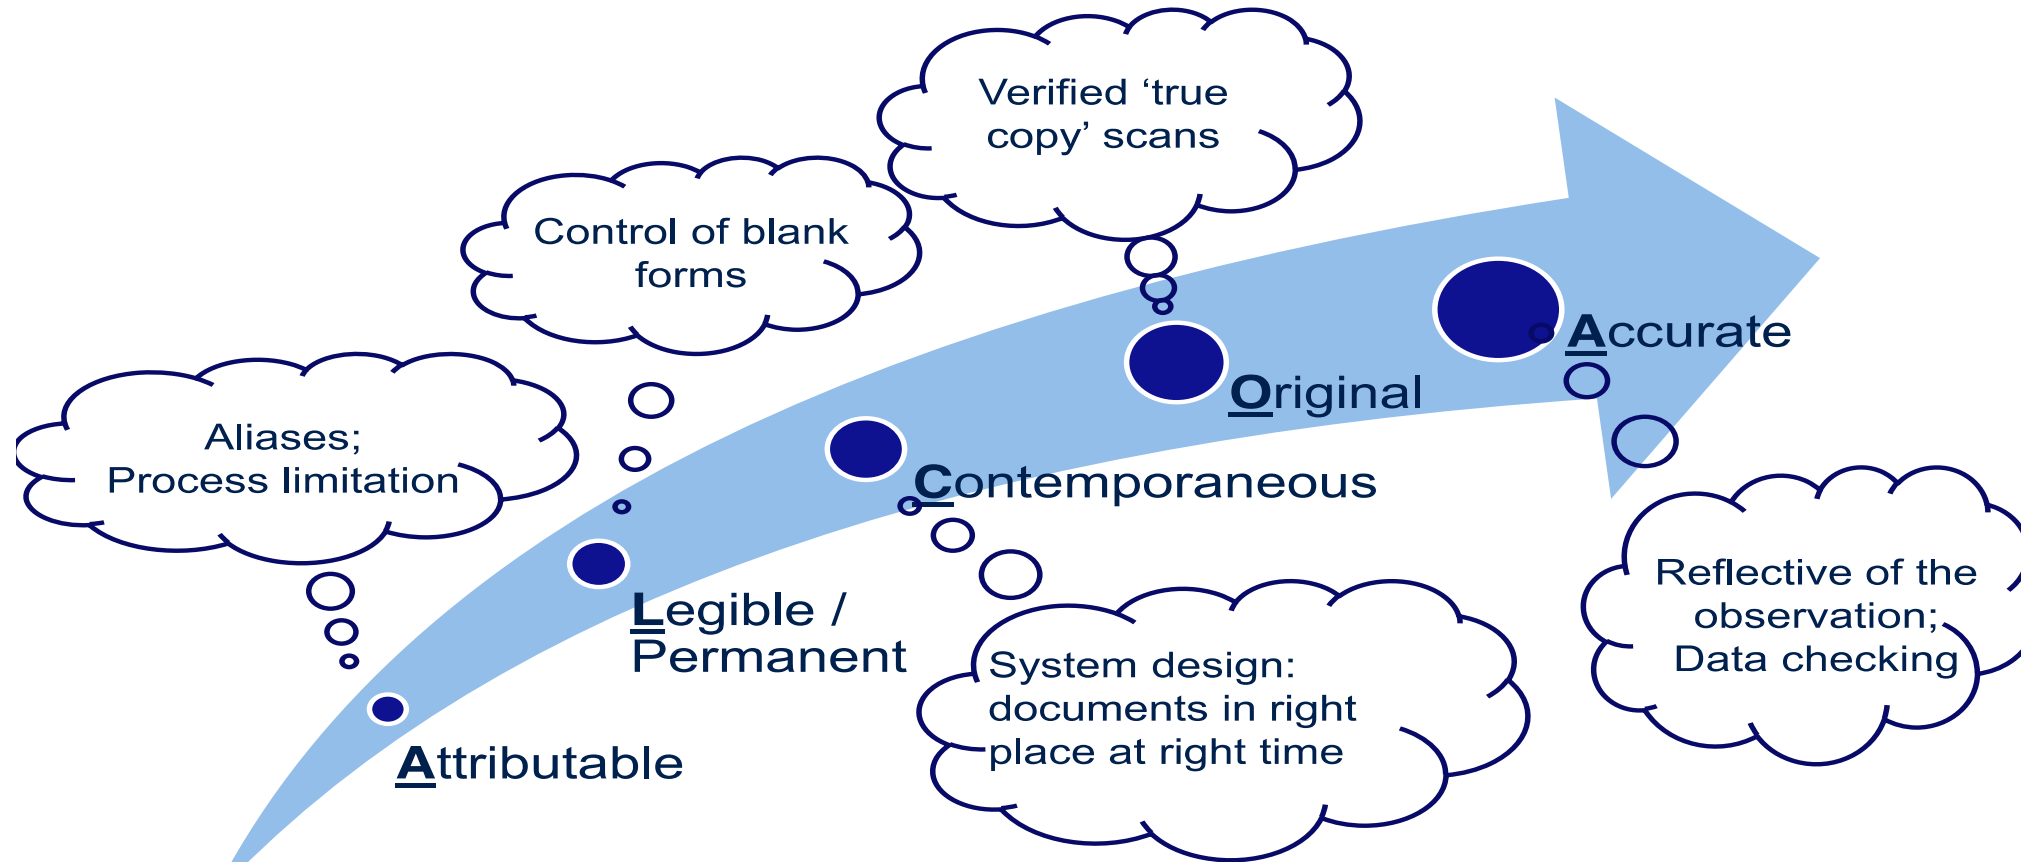 Verified ‘true
copy’ scans
Control of blank
forms
Aliases;
Process limitation
Accurate
Original
Contemporaneous
Legible /
Permanent
Attributable
System design:
documents in right
place at right time
Reflective of the
observation;
Data checking